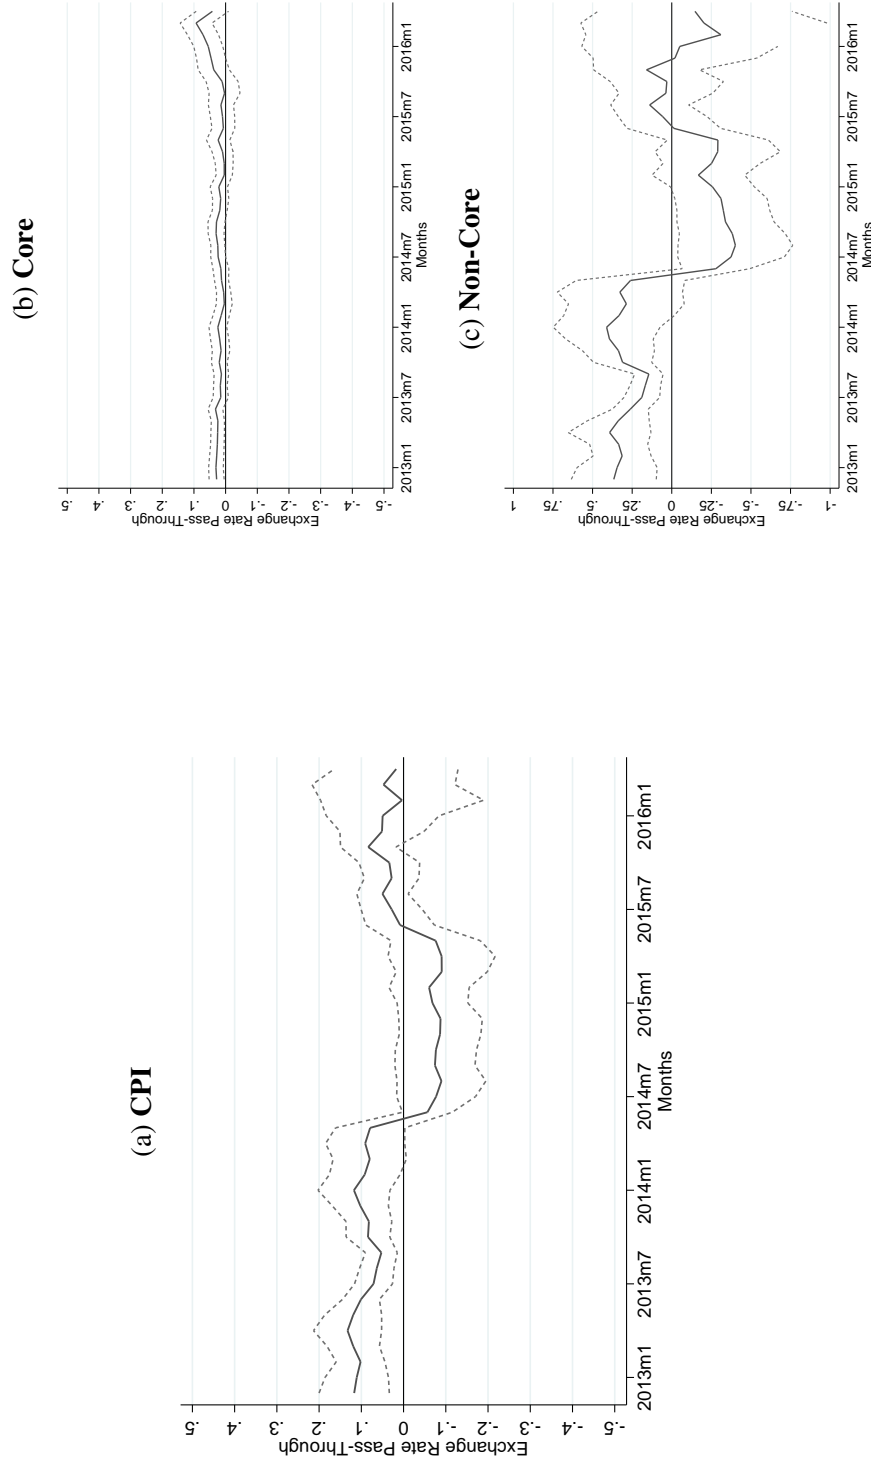 (a) CPI
Exchange Rate Pass-Through
.5
.4
.3
.2
.1
0
-.1
-.2
-.3
-.4
-.5
2013m1 2013m7 2014m1 2014m7 2015m1 2015m7 2016m1
Months
(b) Core
Exchange Rate Pass-Through
.5
.4
.3
.2
.1
0
-.1
-.2
-.3
-.4
-.5
2013m1 2013m7 2014m1 2014m7 2015m1 2015m7 2016m1
Months
(c) Non-Core
Exchange Rate Pass-Through
1
.75
.5
.25
0
-.25
-.5
-.75
-1
2013m1 2013m7 2014m1 2014m7 2015m1 2015m7 2016m1
Months